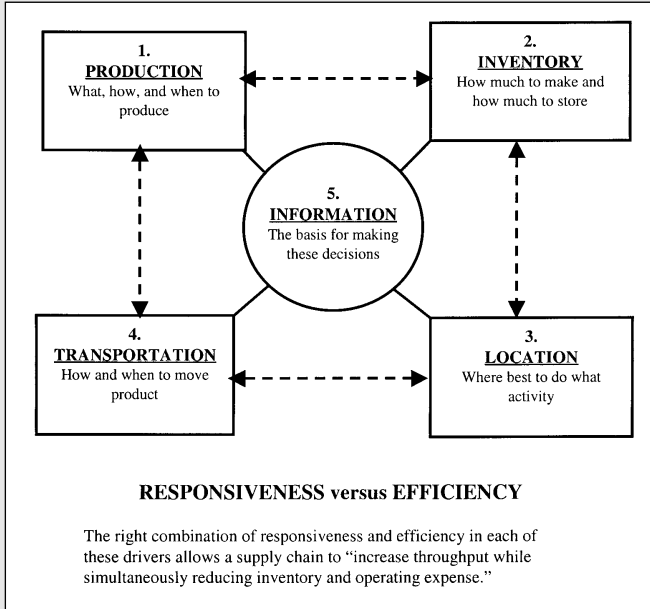 1.
PRODUCTION
What, how, and when to
produce
2.
INVENTORY
How much to make and
how much to store
5.
INFORMATION
The basis for making
these decisions
4.
TRANSPORTATION
How and when to move
product
3.
LOCATION
Where best to do what
activity
RESPONSIVENESS versus EFFICIENCY
The right combination of responsiveness and efficiency in each of
these drivers allows a supply chain to “increase throughput while
simultaneously reducing inventory and operating expense.”